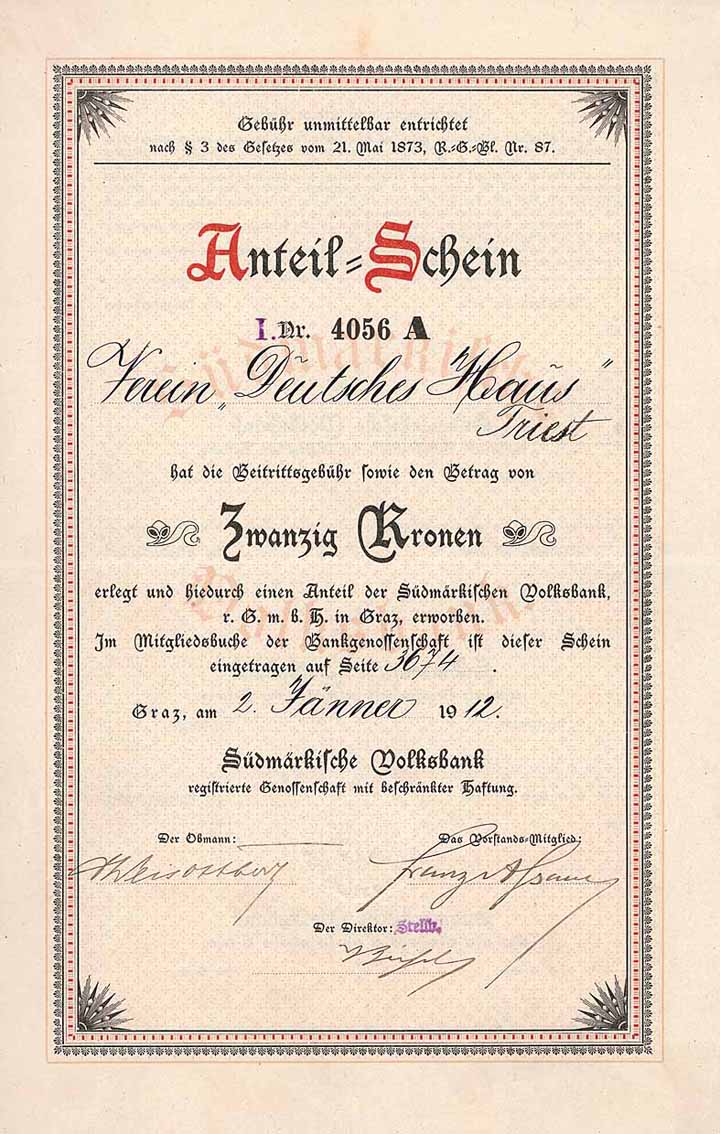 Gebühr unmittelbar entrichtet
nach § 3 des Gesetzes vom 21. Mai 1873, R.-G.-Bl. Nr. 87.
Anteil-Schein
I. Nr. 4056 A
Verein „Deutsches Haus"
Triest
hat die Beitrittsgebühr sowie den Betrag von
Zwanzig Kronen
erlegt und hiedurch einen Anteil der Südmärkischen Volksbank,
r. G. m. b. H. in Graz, erworben.
Im Mitgliedsbuche der Bankgenossenschaft ist dieser Schein
eingetragen auf Seite 3674.
Graz, am 2. Jänner 1912.
Südmärkische Volksbank
registrierte Genossenschaft mit beschränkter Haftung.
Der Obmann: Das Vorstands-Mitglied:
Franz
Der Direktor: Stellv.